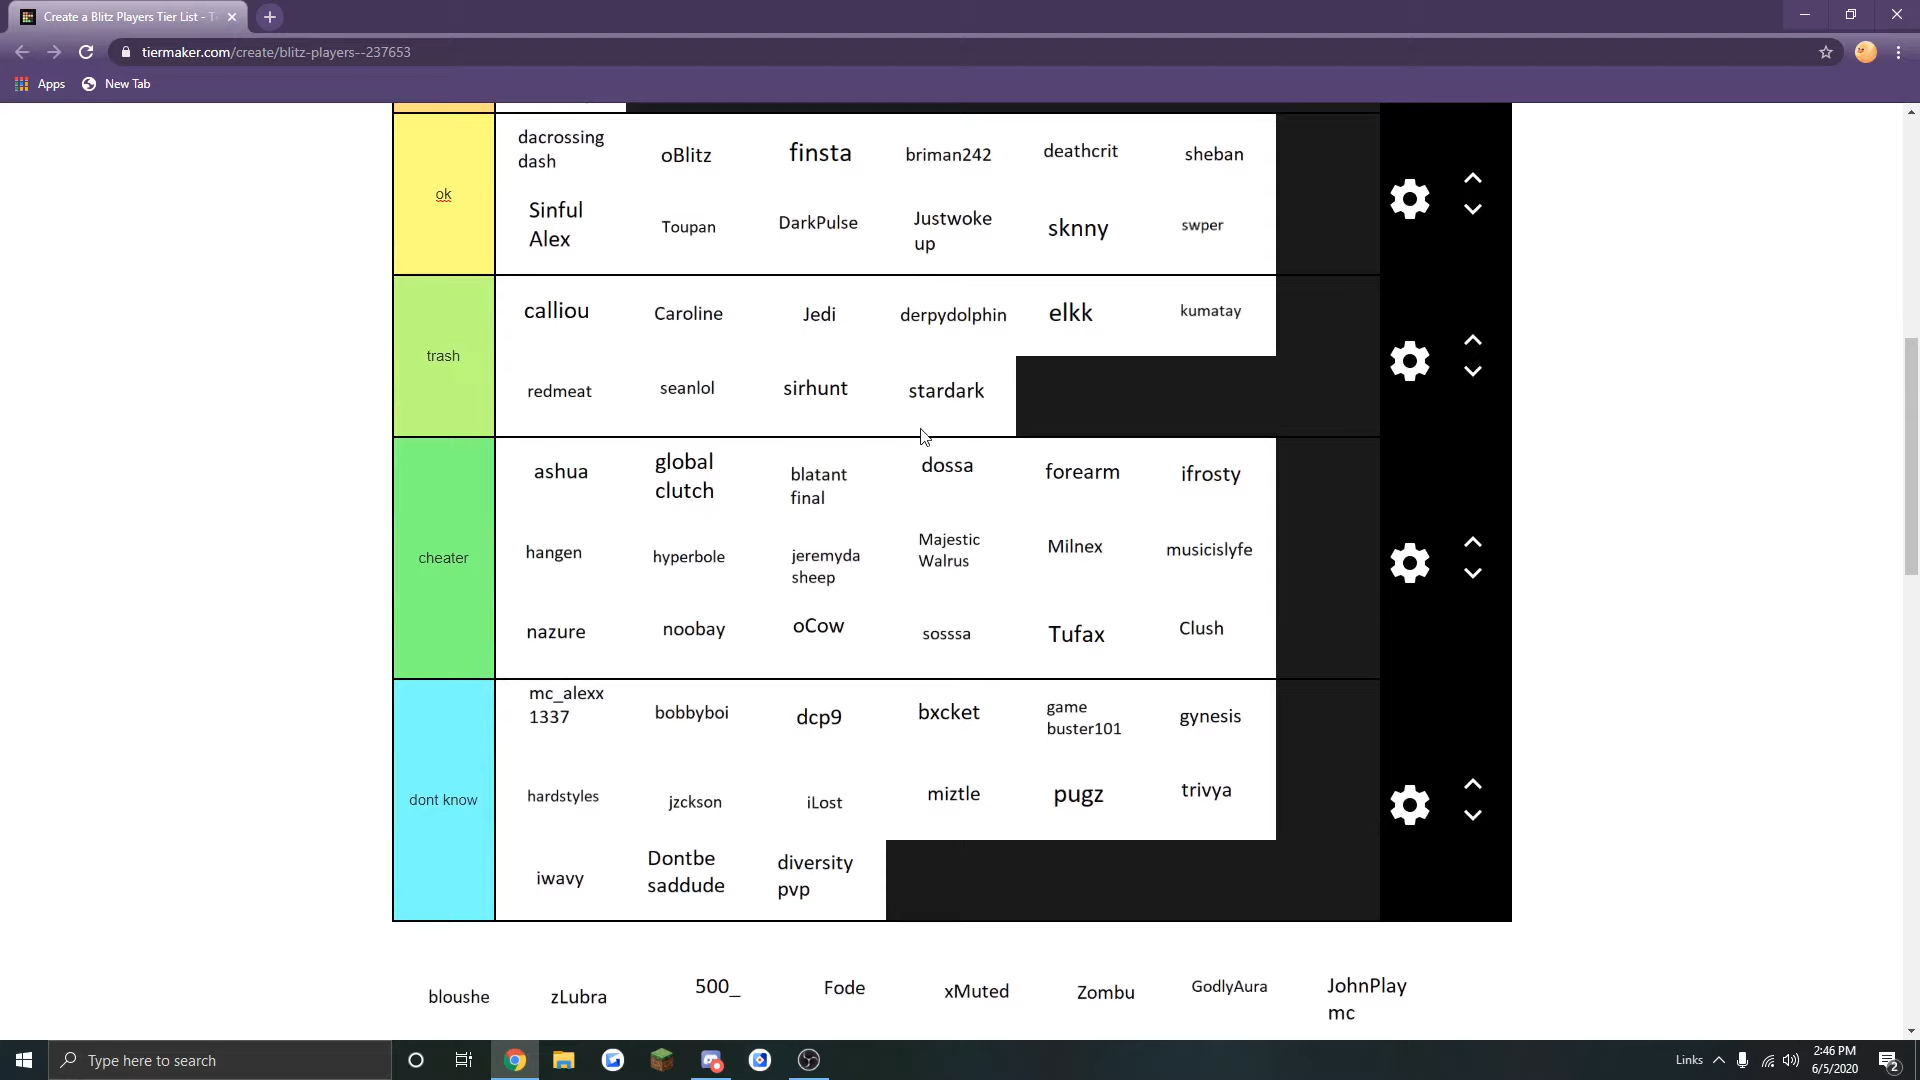 Create a Blitz Players Tier List - T
tiermaker.com/create/blitz-players--237653
Apps
New Tab
ok
dacrossing
dash
oBlitz
finsta
briman242
deathcrit
sheban
Sinful
Alex
Toupan
DarkPulse
Justwoke
up
sknny
swper
trash
calliou
Caroline
Jedi
derpydolphin
elkk
kumatay
redmeat
seanlol
sirhunt
stardark
cheater
ashua
global
clutch
blatant
final
dossa
forearm
ifrosty
hangen
hyperbole
jeremyda
sheep
Majestic
Walrus
Milnex
musicislyfe
nazure
noobay
oCow
sosssa
Tufax
Clush
dont know
mc_alexx
1337
bobbyboi
dcp9
bxcket
game
buster101
gynesis
hardstyles
jzckson
iLost
miztle
pugz
trivya
iwavy
Dontbe
saddude
diversity
pvp
bloushe
zLubra
500_
Fode
xMuted
Zombu
GodlyAura
JohnPlay
mc
Type here to search
Links
2:46 PM
6/5/2020
2